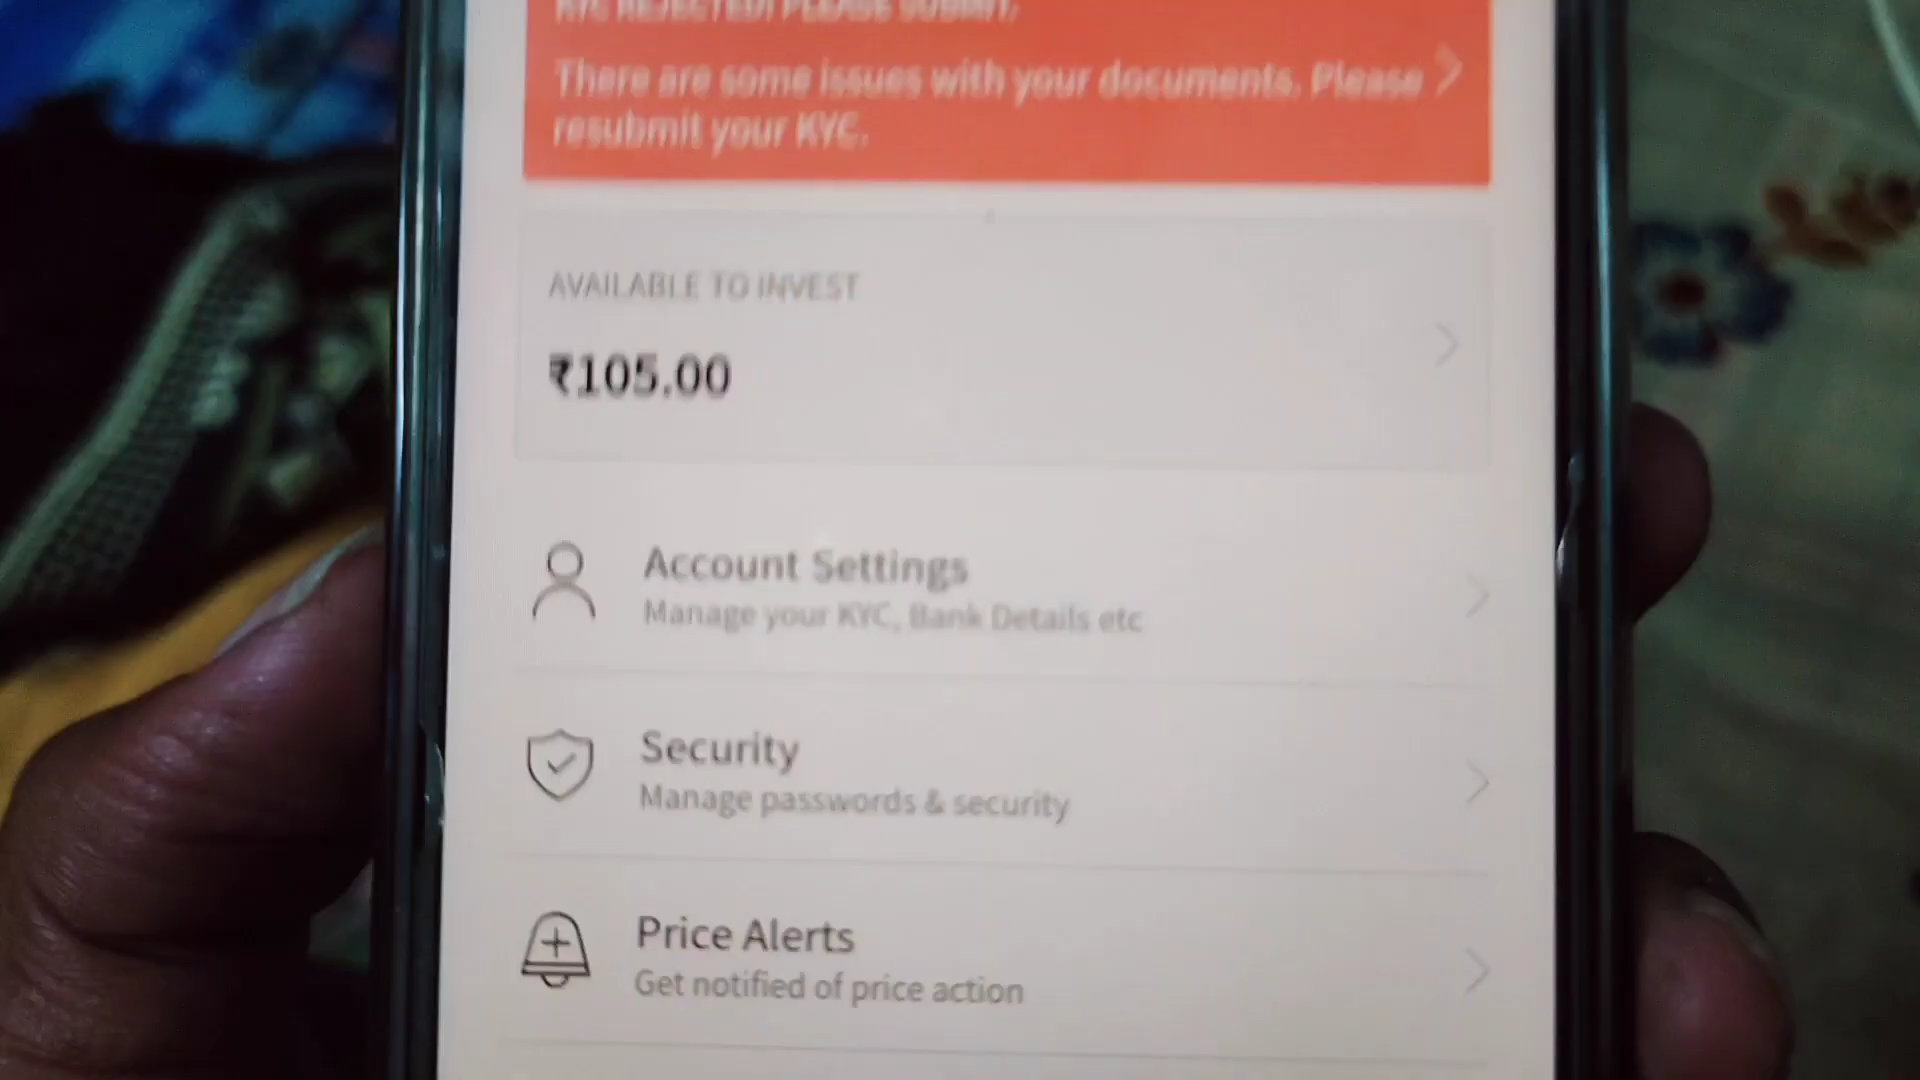 KYC REJECTED! PLEASE SUBMIT.
There are some issues with your documents. Please
resubmit your KYC.
AVAILABLE TO INVEST
₹105.00
Account Settings
Manage your KYC, Bank Details etc
Security
Manage passwords & security
Price Alerts
Get notified of price action